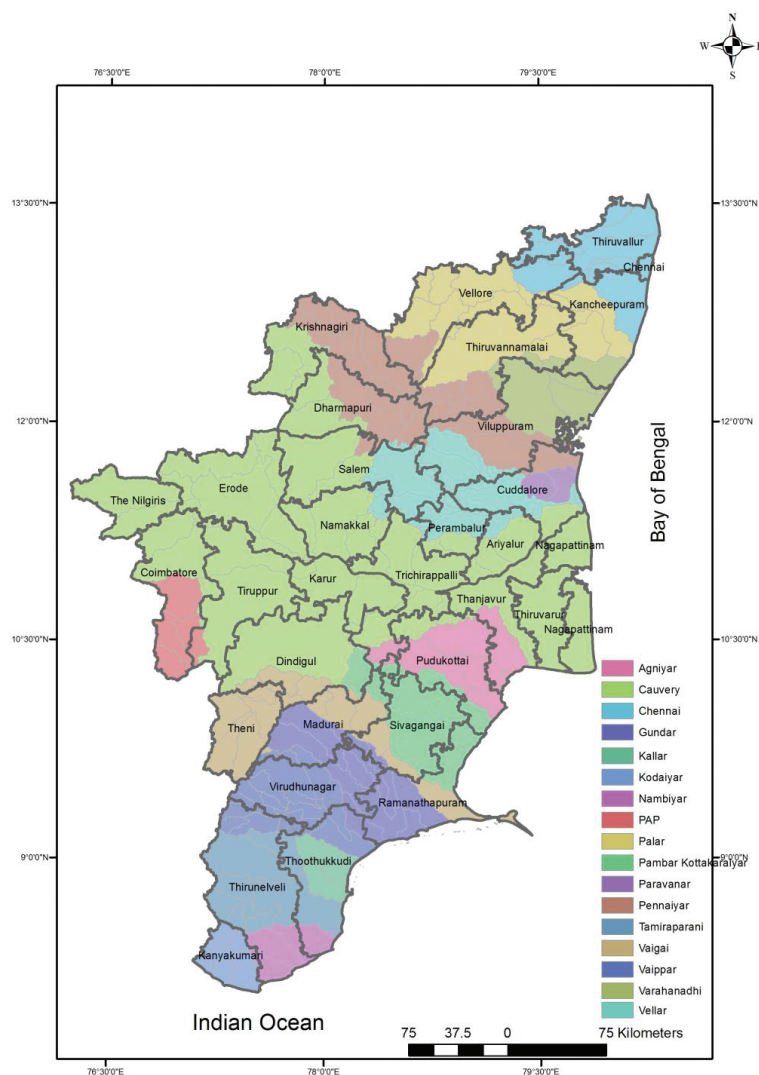 N
W
E
S
76°30'0"E
78°0'0"E
79°30'0"E
13°30'0"N
13°30'0"N
Thiruvallur
Chennai
Vellore
Kancheepuram
Krishnagiri
Thiruvannamalai
Dharmapuri
12°0'0"N
12°0'0"N
Viluppuram
Salem
Erode
Cuddalore
The Nilgiris
Bay of Bengal
Namakkal
Perambalur
Ariyalur
Nagapattinam
Coimbatore
Karur
Trichirappalli
Tiruppur
Thanjavur
Thiruvarur
Nagapattinam
10°30'0"N
10°30'0"N
Dindigul
Pudukottai
Theni
Madurai
Sivagangai
Virudhunagar
Ramanathapuram
9°0'0"N
9°0'0"N
Thoothukkudi
Thirunelveli
Kanyakumari
Agniyar
Cauvery
Chennai
Gundar
Kallar
Kodaiyar
Nambiyar
PAP
Palar
Pambar Kottakaraiyar
Paravanar
Pennaiyar
Tamiraparani
Vaigai
Vaippar
Varahanadhi
Vellar
Indian Ocean
75 37.5 0 75 Kilometers
76°30'0"E
78°0'0"E
79°30'0"E